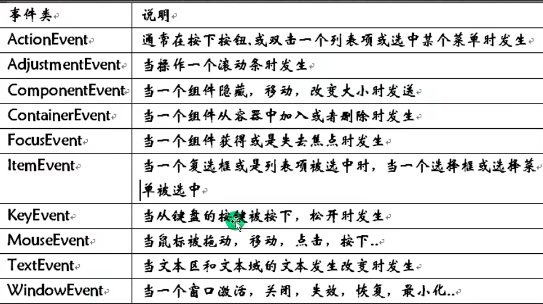 事件类 说明
ActionEvent 通常在按下按钮,或双击一个列表项或选中某个菜单时发生
AdjustmentEvent 当操作一个滚动条时发生
ComponentEvent 当一个组件隐藏，移动，改变大小时发送
ContainerEvent 当一个组件从容器中加入或者删除时发生
FocusEvent 当一个组件获得或是失去焦点时发生
ItemEvent 当一个复选框或是列表项被选中时，当一个选择框或选择菜
单被选中
KeyEvent 当从键盘的按键被按下，松开时发生
MouseEvent 当鼠标被拖动，移动，点击，按下..
TextEvent 当文本区和文本域的文本发生改变时发生
WindowEvent 当一个窗口激活，关闭，失效，恢复，最小化..